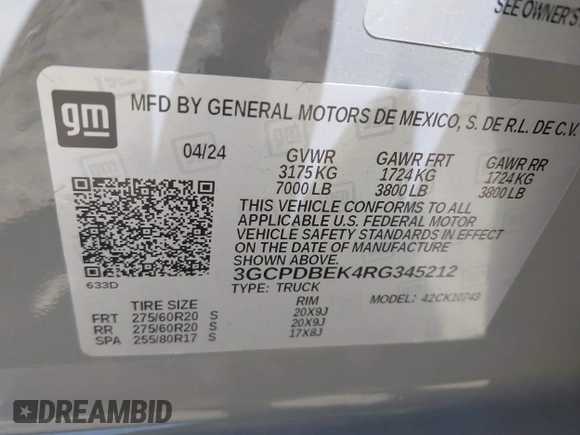 SEE OWNER'S
gm
MFD BY GENERAL MOTORS DE MEXICO, S. DE R.L. DE C.V.
04/24 GVWR GAWR FRT GAWR RR
3175 KG 1724 KG 1724 KG
7000 LB 3800 LB 3800 LB
THIS VEHICLE CONFORMS TO ALL
APPLICABLE U.S. FEDERAL MOTOR
VEHICLE SAFETY STANDARDS IN EFFECT
ON THE DATE OF MANUFACTURE
SHOWN ABOVE.
3GCPDBEK4RG345212
633D
TYPE: TRUCK MODEL: 42CK10743
TIRE SIZE RIM
FRT 275/60R20 S 20X9J
RR 275/60R20 S 20X9J
SPA 255/80R17 S 17X8J
DREAMBID